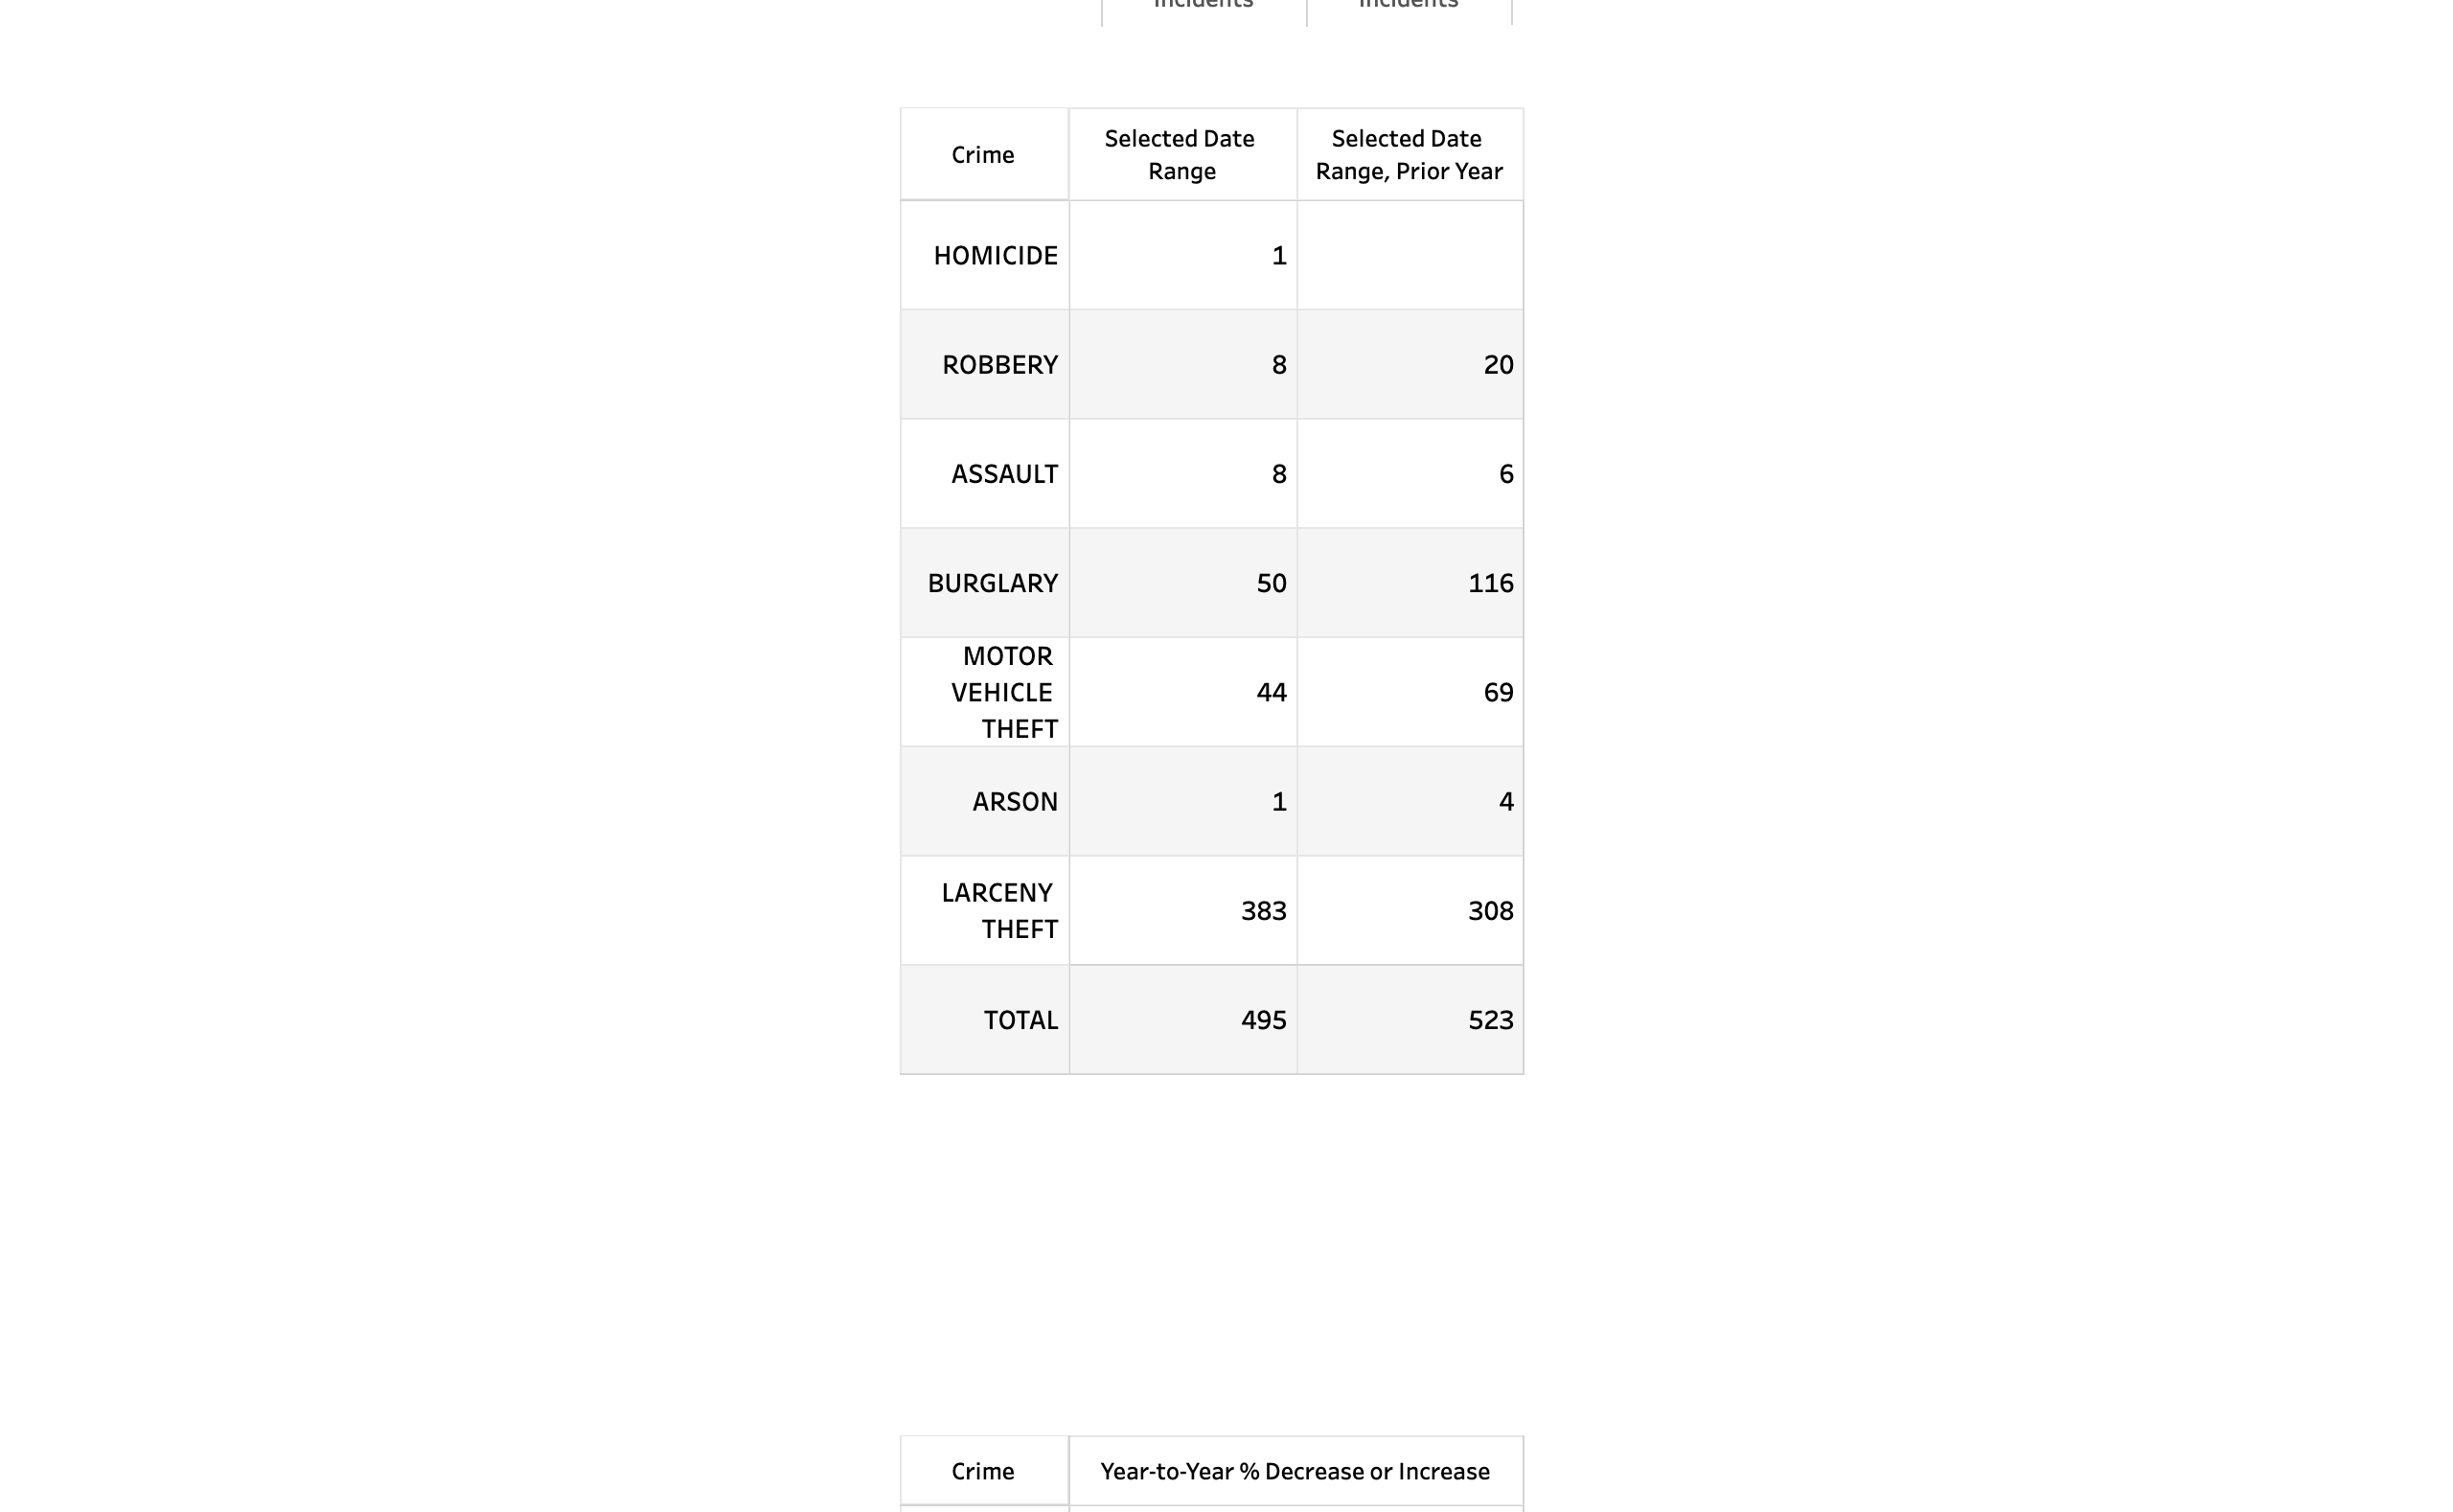 Incidents Incidents
Crime
Selected Date
Range
Selected Date
Range, Prior Year
HOMICIDE 1
ROBBERY 8 20
ASSAULT 8 6
BURGLARY 50 116
MOTOR
VEHICLE 44 69
THEFT
ARSON 1 4
LARCENY
THEFT
383 308
TOTAL 495 523
Crime Year-to-Year % Decrease or Increase